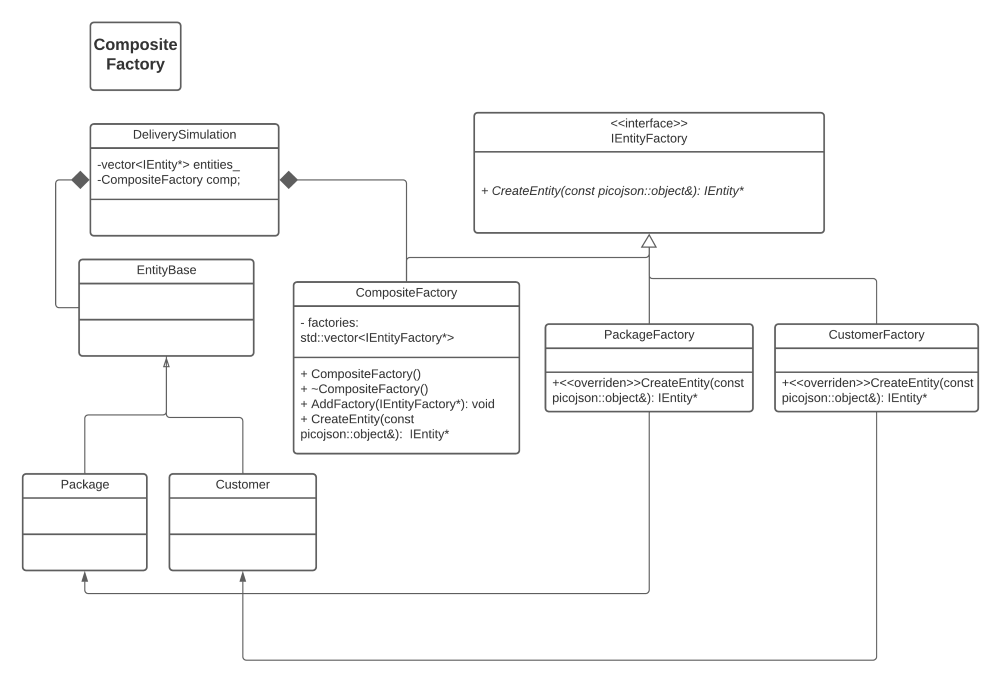 Composite
Factory
DeliverySimulation
-vector<IEntity*> entities_
-CompositeFactory comp;
<<interface>>
IEntityFactory
+ CreateEntity(const picojson::object&): IEntity*
EntityBase
CompositeFactory
- factories:
std::vector<IEntityFactory*>
+ CompositeFactory()
+ ~CompositeFactory()
+ AddFactory(IEntityFactory*): void
+ CreateEntity(const
picojson::object&):  IEntity*
PackageFactory
+<<overriden>>CreateEntity(const
picojson::object&): IEntity*
CustomerFactory
+<<overriden>>CreateEntity(const
picojson::object&): IEntity*
Package
Customer